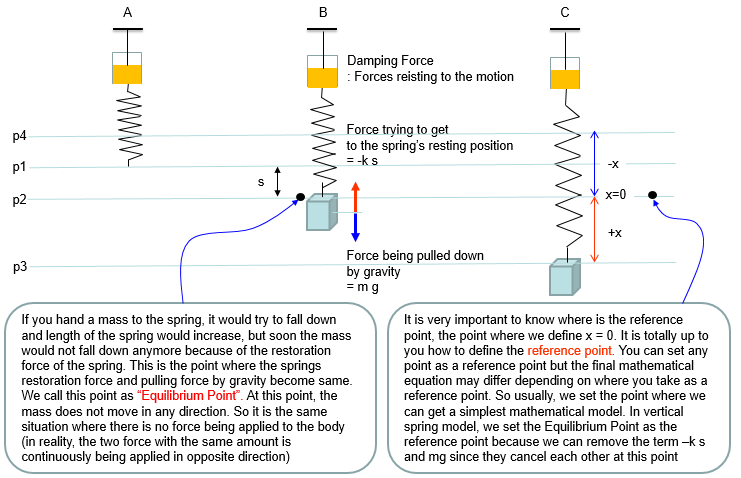 A
B
C
Damping Force
: Forces reisting to the motion
p4
Force trying to get
to the spring's resting position
= -k s
p1
-x
s
p2
x=0
+x
Force being pulled down
by gravity
= m g
p3
If you hand a mass to the spring, it would try to fall down
and length of the spring would increase, but soon the mass
would not fall down anymore because of the restoration
force of the spring. This is the point where the springs
restoration force and pulling force by gravity become same.
We call this point as “Equilibrium Point”. At this point, the
mass does not move in any direction. So it is the same
situation where there is no force being applied to the body
(in reality, the two force with the same amount is
continuously being applied in opposite direction)
It is very important to know where is the reference
point, the point where we define x = 0. It is totally up to
you how to define the reference point. You can set any
point as a reference point but the final mathematical
equation may differ depending on where you take as a
reference point. So usually, we set the point where we
can get a simplest mathematical model. In vertical
spring model, we set the Equilibrium Point as the
reference point because we can remove the term –k s
and mg since they cancel each other at this point